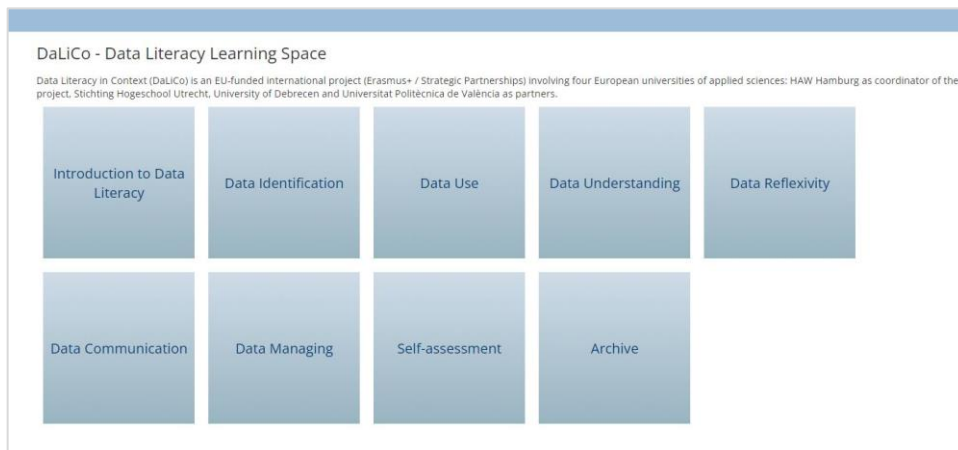 DaLiCo - Data Literacy Learning Space
Data Literacy in Context (DaLiCo) is an EU-funded international project (Erasmus+ / Strategic Partnerships) involving four European universities of applied sciences: HAW Hamburg as coordinator of the
project, Stichting Hogeschool Utrecht, University of Debrecen and Universitat Politècnica de València as partners.
Introduction to Data
Literacy
Data Identification
Data Use
Data Understanding
Data Reflexivity
Data Communication
Data Managing
Self-assessment
Archive